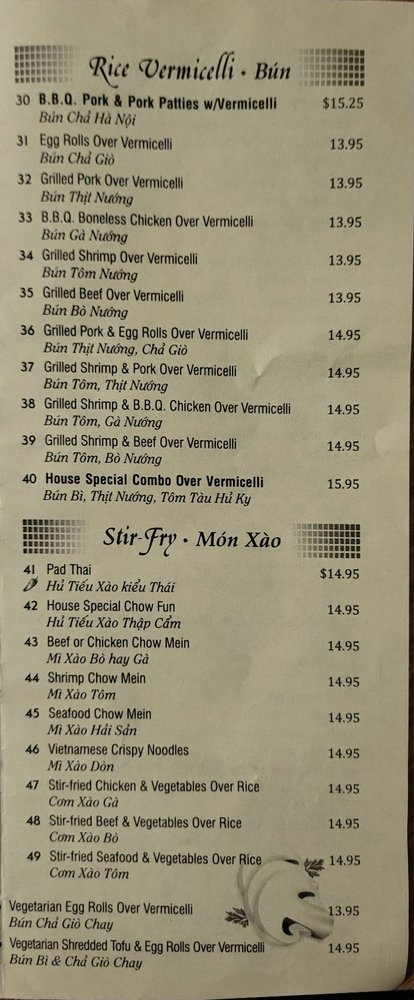 Rice Vermicelli • Bún
30 B.B.Q. Pork & Pork Patties w/Vermicelli $15.25
Bún Chả Hà Nội
31 Egg Rolls Over Vermicelli 13.95
Bún Chả Giò
32 Grilled Pork Over Vermicelli 13.95
Bún Thịt Nướng
33 B.B.Q. Boneless Chicken Over Vermicelli 13.95
Bún Gà Nướng
34 Grilled Shrimp Over Vermicelli 13.95
Bún Tôm Nướng
35 Grilled Beef Over Vermicelli 13.95
Bún Bò Nướng
36 Grilled Pork & Egg Rolls Over Vermicelli 14.95
Bún Thịt Nướng, Chả Giò
37 Grilled Shrimp & Pork Over Vermicelli 14.95
Bún Tôm, Thịt Nướng
38 Grilled Shrimp & B.B.Q. Chicken Over Vermicelli 14.95
Bún Tôm, Gà Nướng
39 Grilled Shrimp & Beef Over Vermicelli 14.95
Bún Tôm, Bò Nướng
40 House Special Combo Over Vermicelli 15.95
Bún Bì, Thịt Nướng, Tôm Tàu Hủ Ky
Stir-Fry • Món Xào
41 Pad Thai $14.95
Hủ Tiếu Xào kiểu Thái
42 House Special Chow Fun 14.95
Hủ Tiếu Xào Thập Cẩm
43 Beef or Chicken Chow Mein 14.95
Mì Xào Bò hay Gà
44 Shrimp Chow Mein 14.95
Mì Xào Tôm
45 Seafood Chow Mein 14.95
Mì Xào Hải Sản
46 Vietnamese Crispy Noodles 14.95
Mì Xào Dòn
47 Stir-fried Chicken & Vegetables Over Rice 14.95
Cơm Xào Gà
48 Stir-fried Beef & Vegetables Over Rice 14.95
Cơm Xào Bò
49 Stir-fried Seafood & Vegetables Over Rice 14.95
Cơm Xào Tôm
Vegetarian Egg Rolls Over Vermicelli 13.95
Bún Chả Giò Chay
Vegetarian Shredded Tofu & Egg Rolls Over Vermicelli 14.95
Bún Bì & Chả Giò Chay